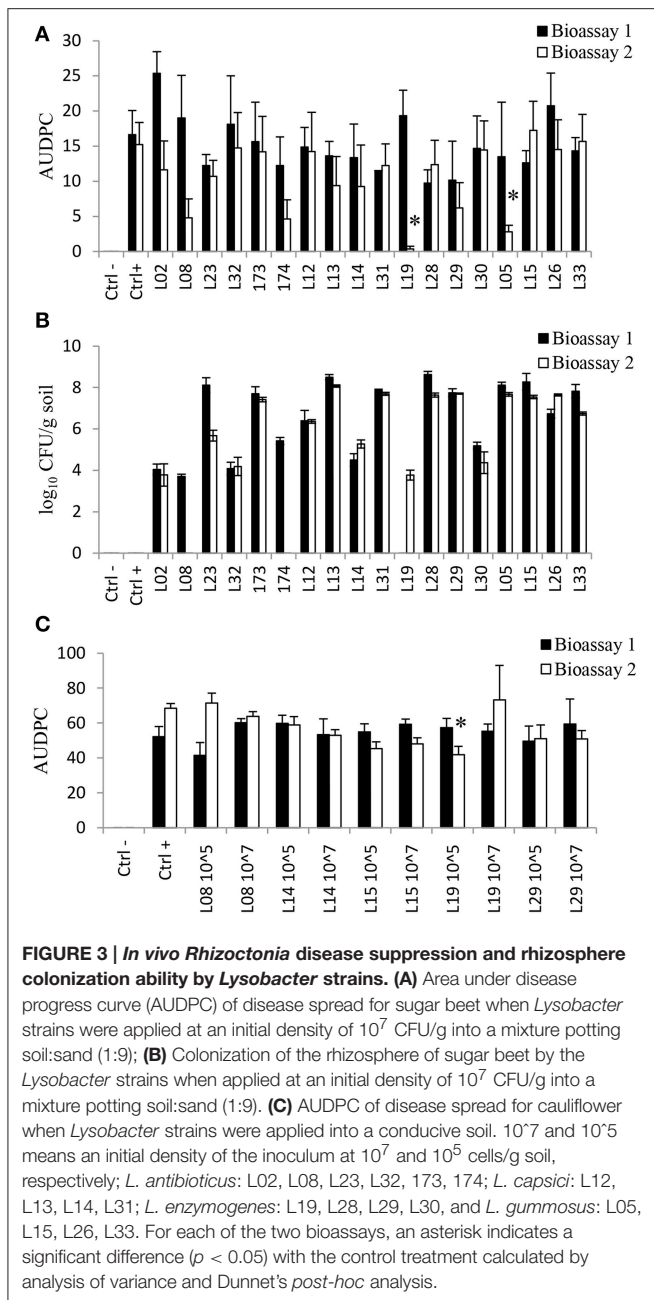 A
Bioassay 1
Bioassay 2
AUDPC
30
25
20
15
10
5
0
*
*
Ctrl -
Ctrl+
L02
L08
L23
L32
173
174
L12
L13
L14
L31
L19
L28
L29
L30
L05
L15
L26
L33
B
Bioassay 1
Bioassay 2
log₁₀ CFU/g soil
10
8
6
4
2
0
Ctrl -
Ctrl +
L02
L08
L23
L32
173
174
L12
L13
L14
L31
L19
L28
L29
L30
L05
L15
L26
L33
C
Bioassay 1
Bioassay 2
AUDPC
100
80
60
40
20
0
*
Ctrl -
Ctrl +
L08 10^5
L08 10^7
L14 10^5
L14 10^7
L15 10^5
L15 10^7
L19 10^5
L19 10^7
L29 10^5
L29 10^7
FIGURE 3 | In vivo Rhizoctonia disease suppression and rhizosphere
colonization ability by Lysobacter strains. (A) Area under disease
progress curve (AUDPC) of disease spread for sugar beet when Lysobacter
strains were applied at an initial density of 10⁷ CFU/g into a mixture potting
soil:sand (1:9); (B) Colonization of the rhizosphere of sugar beet by the
Lysobacter strains when applied at an initial density of 10⁷ CFU/g into a
mixture potting soil:sand (1:9). (C) AUDPC of disease spread for cauliflower
when Lysobacter strains were applied into a conducive soil. 10^7 and 10^5
means an initial density of the inoculum at 10⁷ and 10⁵ cells/g soil,
respectively; L. antibioticus: L02, L08, L23, L32, 173, 174; L. capsici: L12,
L13, L14, L31; L. enzymogenes: L19, L28, L29, L30, and L. gummosus: L05,
L15, L26, L33. For each of the two bioassays, an asterisk indicates a
significant difference (p < 0.05) with the control treatment calculated by
analysis of variance and Dunnet's post-hoc analysis.